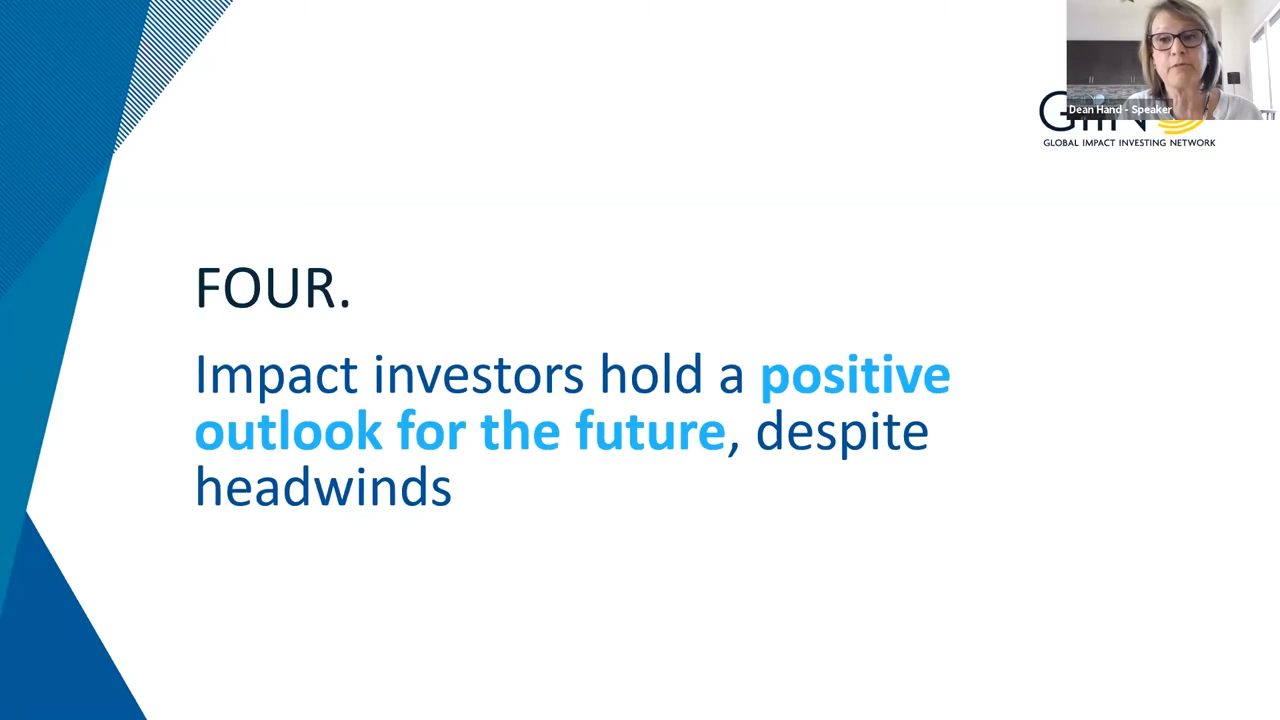 Dean Hand - Speaker
GLOBAL IMPACT INVESTING NETWORK
FOUR.
Impact investors hold a positive
outlook for the future, despite
headwinds